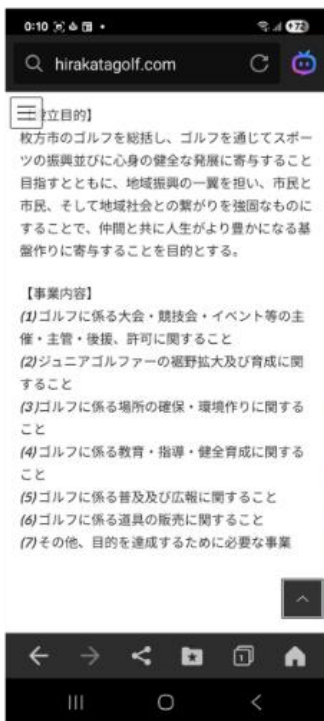 0:10
72
hirakatagolf.com
立目的】
枚方市のゴルフを総括し、ゴルフを通じてスポー
ツの振興並びに心身の健全な発展に寄与すること
目指すとともに、地域振興の一翼を担い、市民と
市民、そして地域社会との繋がりを強固なものに
することで、仲間と共に人生がより豊かになる基
盤作りに寄与することを目的とする。
【事業内容】
(1)ゴルフに係る大会・競技会・イベント等の主
催・主管・後援、許可に関すること
(2)ジュニアゴルファーの裾野拡大及び育成に関
すること
(3)ゴルフに係る場所の確保・環境作りに関する
こと
(4)ゴルフに係る教育・指導・健全育成に関する
こと
(5)ゴルフに係る普及及び広報に関すること
(6)ゴルフに係る道具の販売に関すること
(7)その他、目的を達成するために必要な事業
1